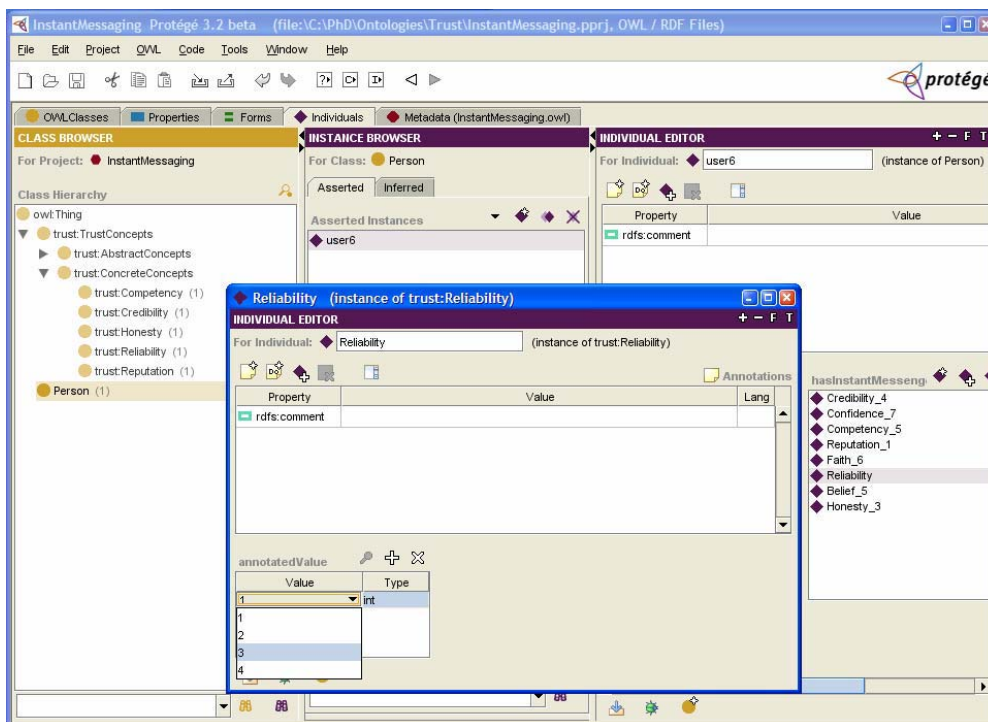 InstantMessaging Protégé 3.2 beta (file:\C:\PhD\Ontologies\Trust\InstantMessaging.pprj, OWL / RDF Files)
File Edit Project OWL Code Tools Window Help
protégé
OWLClasses Properties Forms Individuals Metadata (InstantMessaging.owl)
CLASS BROWSER
For Project: InstantMessaging
Class Hierarchy
owl:Thing
trust:TrustConcepts
trust:AbstractConcepts
trust:ConcreteConcepts
trust:Competency (1)
trust:Credibility (1)
trust:Honesty (1)
trust:Reliability (1)
trust:Reputation (1)
Person (1)
INSTANCE BROWSER
For Class: Person
Asserted Inferred
Asserted Instances
user6
INDIVIDUAL EDITOR + − F T
For Individual: user6 (instance of Person)
Property Value
rdfs:comment
hasInstantMesseng
Credibility_4
Confidence_7
Competency_5
Reputation_1
Faith_6
Reliability
Belief_5
Honesty_3
Reliability (instance of trust:Reliability)
INDIVIDUAL EDITOR + − F T
For Individual: Reliability (instance of trust:Reliability)
Annotations
Property Value Lang
rdfs:comment
annotatedValue
Value Type
1 int
1
2
3
4